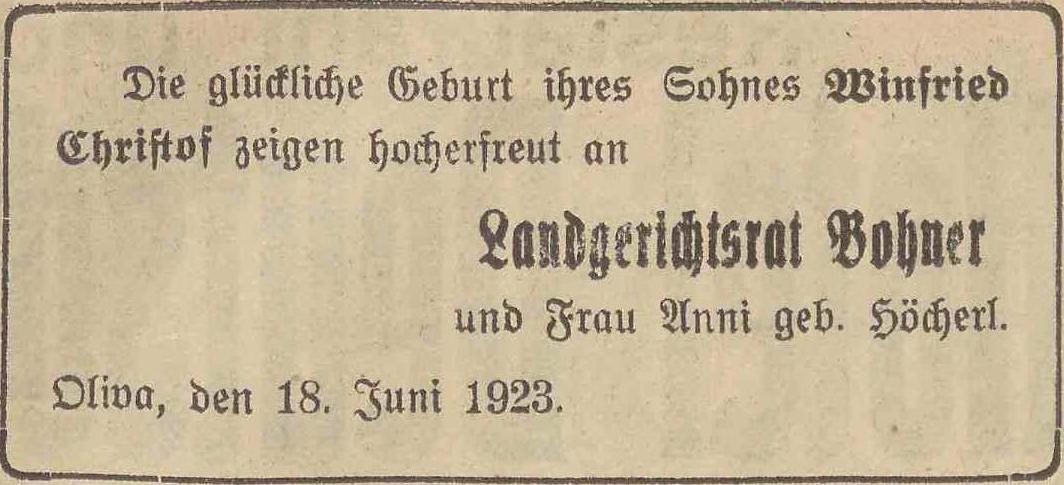 Die glückliche Geburt ihres Sohnes Winfried
Christof zeigen hocherfreut an
Landgerichtsrat Bohner
und Frau Anni geb. Höcherl.
Oliva, den 18. Juni 1923.